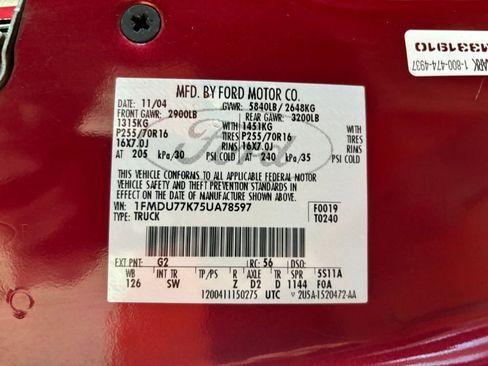 MFD. BY FORD MOTOR CO.
DATE: 11/04 GVWR: 5840LB/ 2648KG
FRONT GAWR: 2900LB REAR GAWR: 3200LB
1315KG WITH 1451KG WITH
P255/70R16 TIRES P255/70R16 TIRES
16X7.0J RIMS 16X7.0J RIMS
AT 205 kPa/30 PSI COLD AT 240 kPa/35 PSI COLD
THIS VEHICLE CONFORMS TO ALL APPLICABLE FEDERAL MOTOR
VEHICLE SAFETY AND THEFT PREVENTION STANDARDS IN EFFECT
ON THE DATE OF MANUFACTURE SHOWN ABOVE.
VIN: 1FMDU77K75UA78597 F0019
TYPE: TRUCK T0240
EXT PNT: G2 RC: 56 DSO:
WB INT TR TP/PS R AXLE TR SPR 5S11A
126 SW Z D2 D 1144 F0A
1200411150275 UTC 2U5A-1520472-AA
Ford
1-800-474-4937
1331910